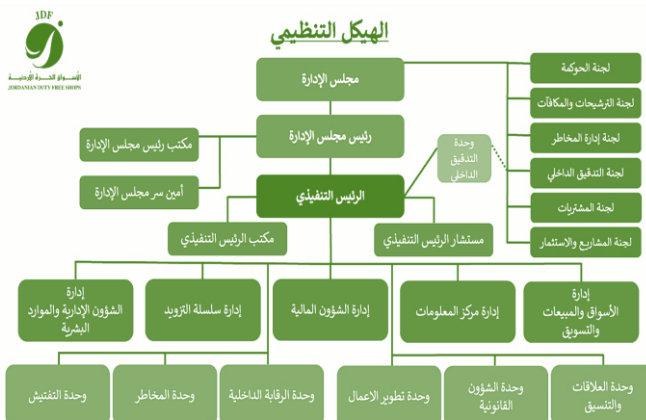 JDF
الأسواق الحرة الأردنية
JORDANIAN DUTY FREE SHOPS
الهيكل التنظيمي
مجلس الإدارة
رئيس مجلس الإدارة
مكتب رئيس مجلس الإدارة
أمين سر مجلس الإدارة
الرئيس التنفيذي
وحدة
التدقيق
الداخلي
لجنة الحوكمة
لجنة الترشيحات والمكافآت
لجنة إدارة المخاطر
لجنة التدقيق الداخلي
لجنة المشتريات
لجنة المشاريع والاستثمار
مستشار الرئيس التنفيذي
مكتب الرئيس التنفيذي
إدارة
الأسواق والمبيعات
والتسويق
إدارة مركز المعلومات
إدارة الشؤون المالية
إدارة سلسلة التزويد
إدارة
الشؤون الإدارية والموارد
البشرية
وحدة العلاقات
والتنسيق
وحدة الشؤون
القانونية
وحدة تطوير الاعمال
وحدة الرقابة الداخلية
وحدة المخاطر
وحدة التفتيش